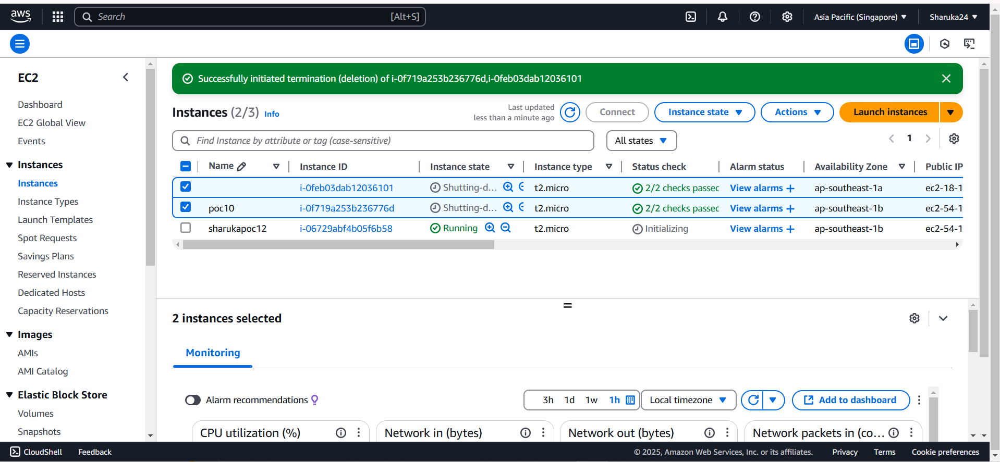 aws
Search [Alt+S]
Asia Pacific (Singapore)
Sharuka24
EC2
Dashboard
EC2 Global View
Events
Instances
Instances
Instance Types
Launch Templates
Spot Requests
Savings Plans
Reserved Instances
Dedicated Hosts
Capacity Reservations
Images
AMIs
AMI Catalog
Elastic Block Store
Volumes
Snapshots
Successfully initiated termination (deletion) of i-0f719a253b236776d,i-0feb03dab12036101
Instances (2/3) Info
Last updated
less than a minute ago
Connect
Instance state
Actions
Launch instances
Find Instance by attribute or tag (case-sensitive)
All states
1
Name Instance ID Instance state Instance type Status check Alarm status Availability Zone Public IP
i-0feb03dab12036101 Shutting-d... t2.micro 2/2 checks passec View alarms + ap-southeast-1a ec2-18-1
poc10 i-0f719a253b236776d Shutting-d... t2.micro 2/2 checks passec View alarms + ap-southeast-1b ec2-54-1
sharukapoc12 i-06729abf4b05f6b58 Running t2.micro Initializing View alarms + ap-southeast-1b ec2-54-1
2 instances selected
Monitoring
Alarm recommendations
3h 1d 1w 1h
Local timezone
Add to dashboard
CPU utilization (%)
Network in (bytes)
Network out (bytes)
Network packets in (co...
CloudShell
Feedback
© 2025, Amazon Web Services, Inc. or its affiliates.
Privacy
Terms
Cookie preferences